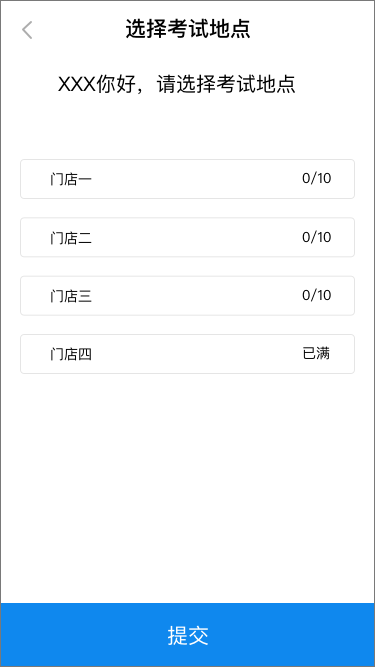 选择考试地点
XXX你好，请选择考试地点
门店一 0/10
门店二 0/10
门店三 0/10
门店四 已满
提交